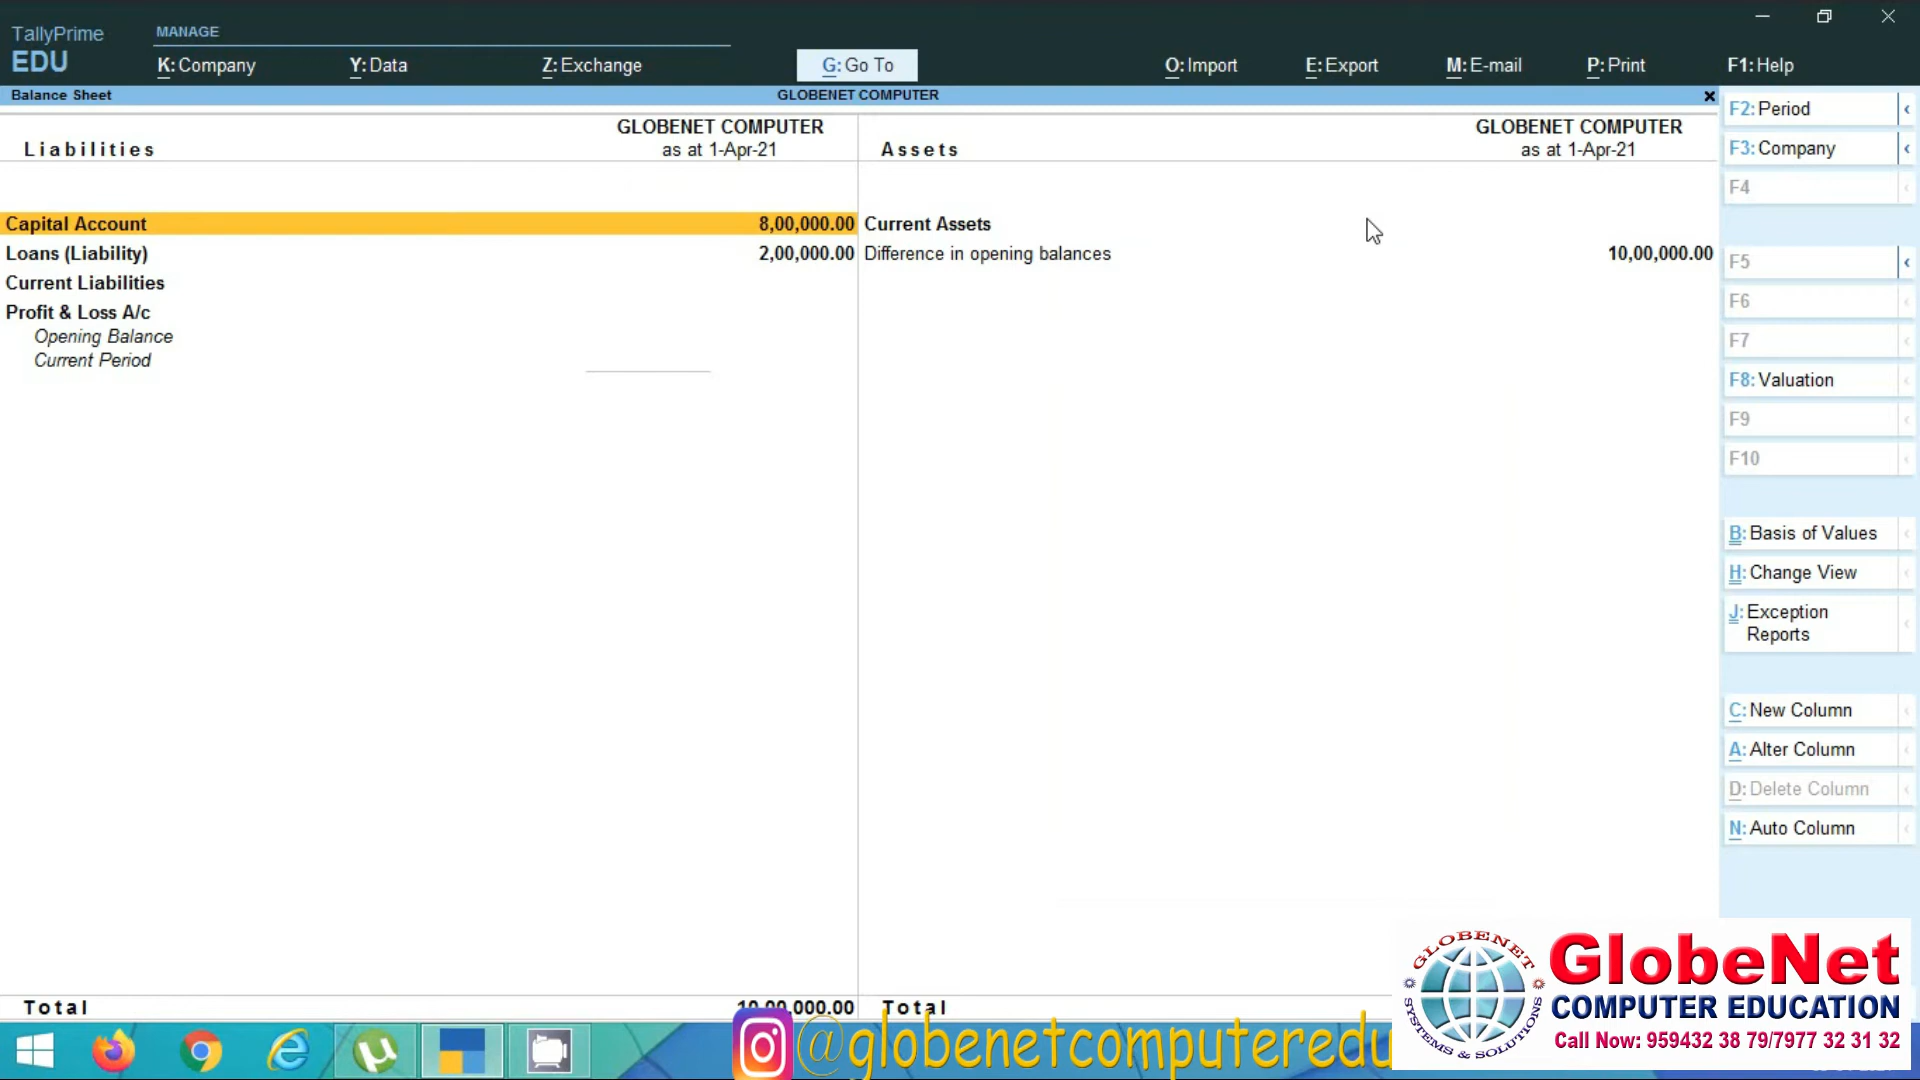 TallyPrime
EDU
MANAGE
K: Company
Y: Data
Z: Exchange
G: Go To
O: Import
E: Export
M: E-mail
P: Print
F1: Help
Balance Sheet
GLOBENET COMPUTER
×
Liabilities
GLOBENET COMPUTER
as at 1-Apr-21
Assets
GLOBENET COMPUTER
as at 1-Apr-21
Capital Account 8,00,000.00
Loans (Liability) 2,00,000.00
Current Liabilities
Profit & Loss A/c
Opening Balance
Current Period
Current Assets
Difference in opening balances 10,00,000.00
Total 10,00,000.00
Total
F2: Period
F3: Company
F4
F5
F6
F7
F8: Valuation
F9
F10
B: Basis of Values
H: Change View
J: Exception
Reports
C: New Column
A: Alter Column
D: Delete Column
N: Auto Column
GLOBENET
SYSTEMS & SOLUTIONS
GlobeNet
COMPUTER EDUCATION
Call Now: 959432 38 79/7977 32 31 32
@globenetcomputeredu